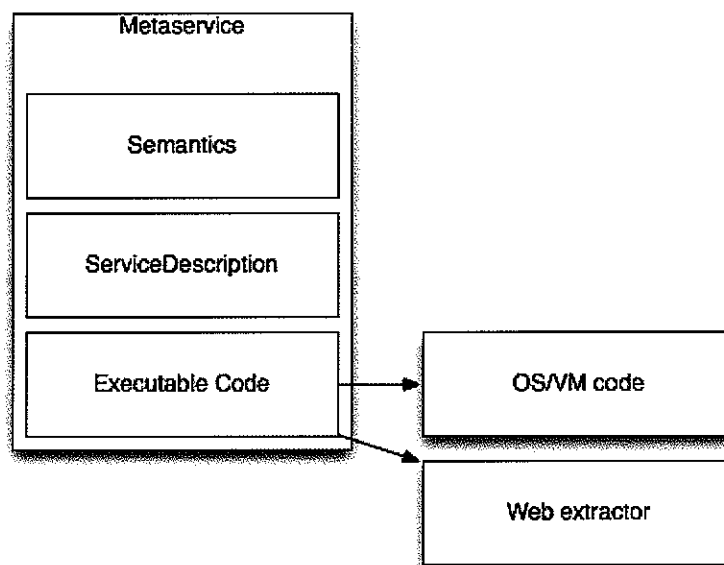 Metaservice
Semantics
ServiceDescription
Executable Code
OS/VM code
Web extractor